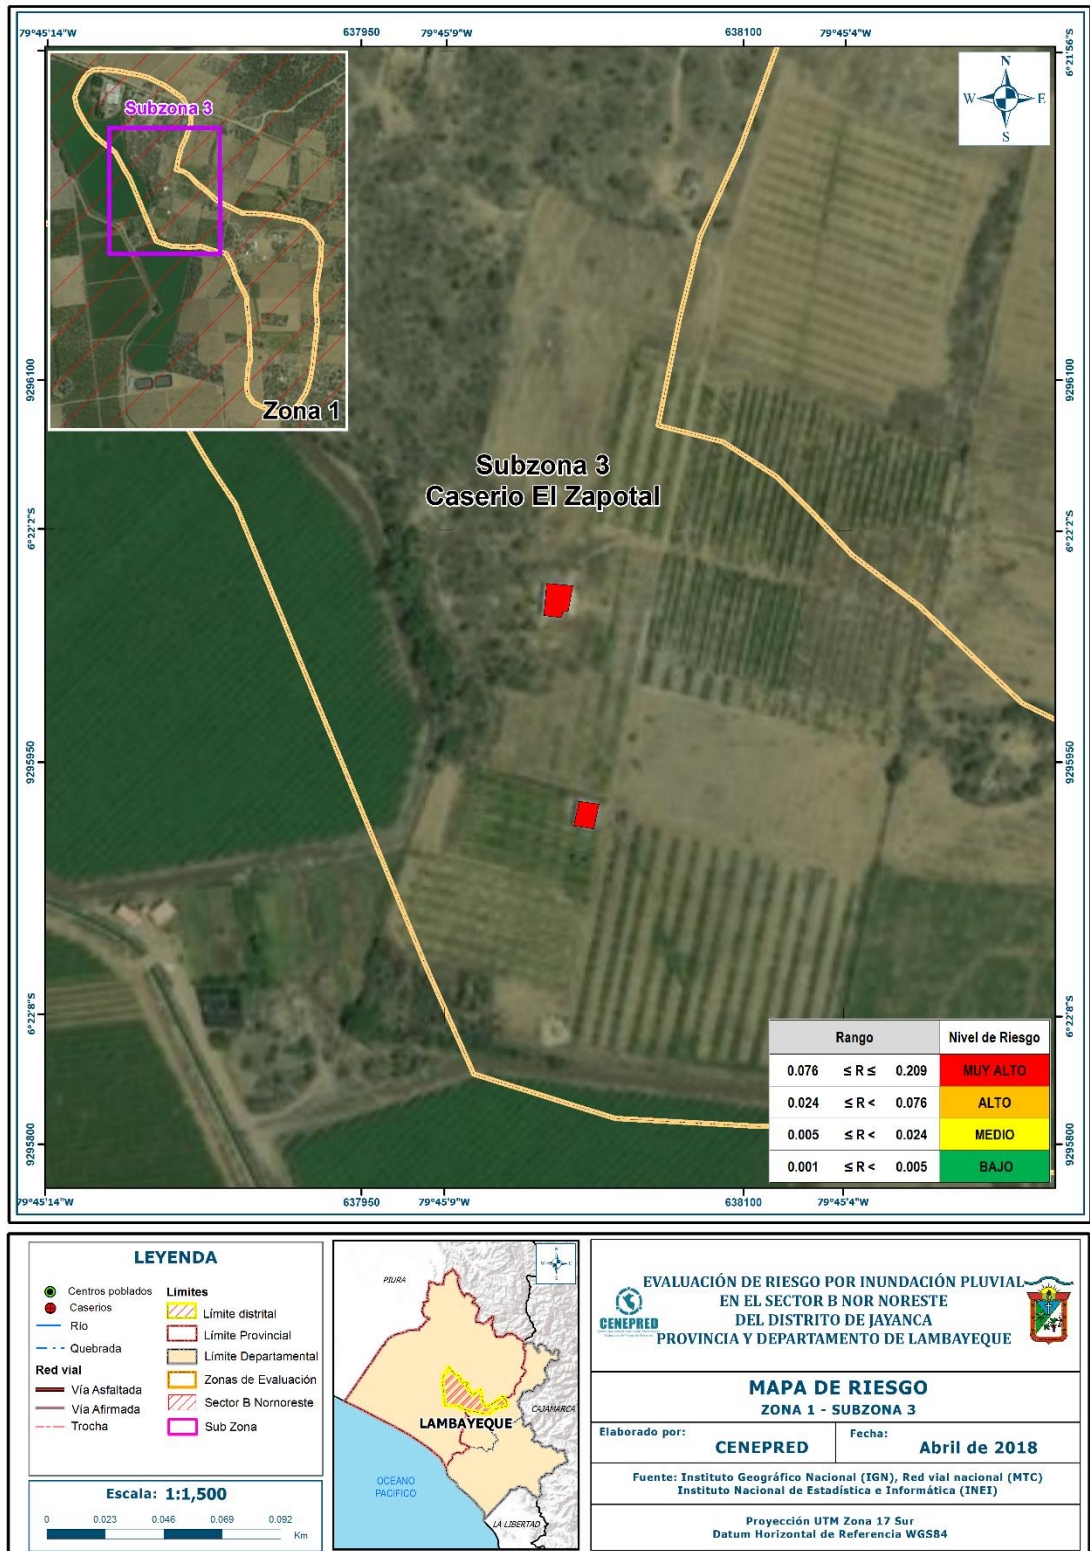 79°45'14"W
637950
79°45'9"W
638100
79°45'4"W
6°21'56"S
Subzona 3
Zona 1
N
W
E
S
9296100
9296100
Subzona 3
Caserio El Zapotal
6°22'2"S
6°22'2"S
9295950
9295950
6°22'8"S
6°22'8"S
9295800
9295800
Rango
Nivel de Riesgo
0.076 ≤ R ≤ 0.209 MUY ALTO
0.024 ≤ R < 0.076 ALTO
0.005 ≤ R < 0.024 MEDIO
0.001 ≤ R < 0.005 BAJO
79°45'14"W
637950
79°45'9"W
638100
79°45'4"W
LEYENDA
Centros poblados
Caserios
Río
Quebrada
Red vial
Vía Asfaltada
Vía Afirmada
Trocha
Límites
Límite distrital
Límite Provincial
Límite Departamental
Zonas de Evaluación
Sector B Nornoreste
Sub Zona
Escala: 1:1,500
0 0.023 0.046 0.069 0.092
Km
PIURA
CAJAMARCA
LAMBAYEQUE
OCEANO
PACIFICO
LA LIBERTAD
CENEPRED
EVALUACIÓN DE RIESGO POR INUNDACIÓN PLUVIAL
EN EL SECTOR B NOR NORESTE
DEL DISTRITO DE JAYANCA
PROVINCIA Y DEPARTAMENTO DE LAMBAYEQUE
MAPA DE RIESGO
ZONA 1 - SUBZONA 3
Elaborado por:
CENEPRED
Fecha:
Abril de 2018
Fuente: Instituto Geográfico Nacional (IGN), Red vial nacional (MTC)
Instituto Nacional de Estadística e Informática (INEI)
Proyección UTM Zona 17 Sur
Datum Horizontal de Referencia WGS84